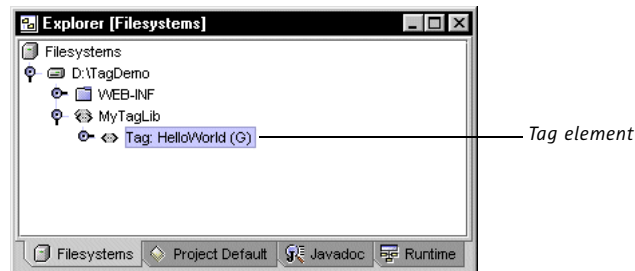 Explorer [Filesystems]
Filesystems
D:\TagDemo
WEB-INF
MyTagLib
Tag: HelloWorld (G)
Tag element
Filesystems Project Default Javadoc Runtime